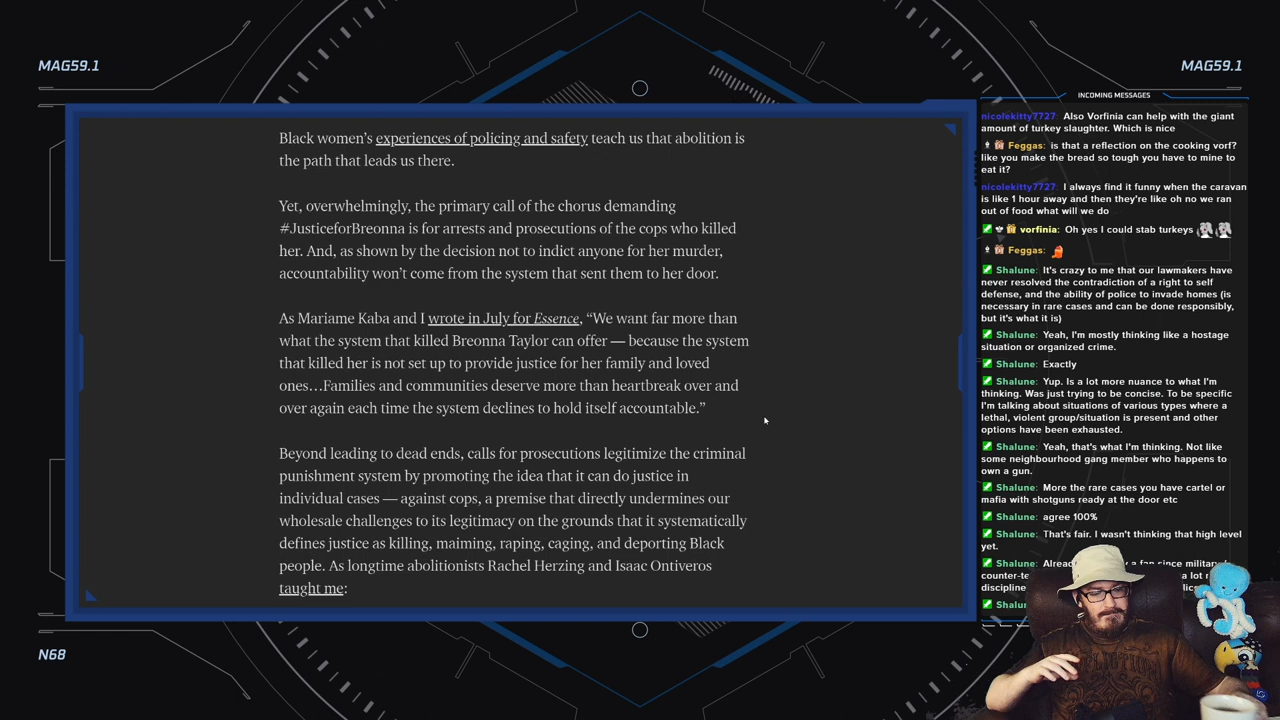 MAG59.1
MAG59.1
INCOMING MESSAGES
Black women’s experiences of policing and safety teach us that abolition is
the path that leads us there.
Yet, overwhelmingly, the primary call of the chorus demanding
#JusticeforBreonna is for arrests and prosecutions of the cops who killed
her. And, as shown by the decision not to indict anyone for her murder,
accountability won’t come from the system that sent them to her door.
As Mariame Kaba and I wrote in July for Essence, “We want far more than
what the system that killed Breonna Taylor can offer — because the system
that killed her is not set up to provide justice for her family and loved
ones…Families and communities deserve more than heartbreak over and
over again each time the system declines to hold itself accountable.”
Beyond leading to dead ends, calls for prosecutions legitimize the criminal
punishment system by promoting the idea that it can do justice in
individual cases — against cops, a premise that directly undermines our
wholesale challenges to its legitimacy on the grounds that it systematically
defines justice as killing, maiming, raping, caging, and deporting Black
people. As longtime abolitionists Rachel Herzing and Isaac Ontiveros
taught me:
nicolekitty7727: Also Vorfinia can help with the giant
amount of turkey slaughter. Which is nice
Feggas: is that a reflection on the cooking vorf?
like you make the bread so tough you have to mine to
eat it?
nicolekitty7727: I always find it funny when the caravan
is like 1 hour away and then they're like oh no we ran
out of food what will we do
vorfinia: Oh yes I could stab turkeys
Feggas:
Shalune: It's crazy to me that our lawmakers have
never resolved the contradiction of a right to self
defense, and the ability of police to invade homes (is
necessary in rare cases and can be done responsibly,
but it's what it is)
Shalune: Yeah, I'm mostly thinking like a hostage
situation or organized crime.
Shalune: Exactly
Shalune: Yup. Is a lot more nuance to what I'm
thinking. Was just trying to be concise. To be specific
I'm talking about situations of various types where a
lethal, violent group/situation is present and other
options have been exhausted.
Shalune: Yeah, that's what I'm thinking. Not like
some neighbourhood gang member who happens to
own a gun.
Shalune: More the rare cases you have cartel or
mafia with shotguns ready at the door etc
Shalune: agree 100%
Shalune: That's fair. I wasn't thinking that high level
yet.
Shalune: a fan since military
a lot
discipline
N68